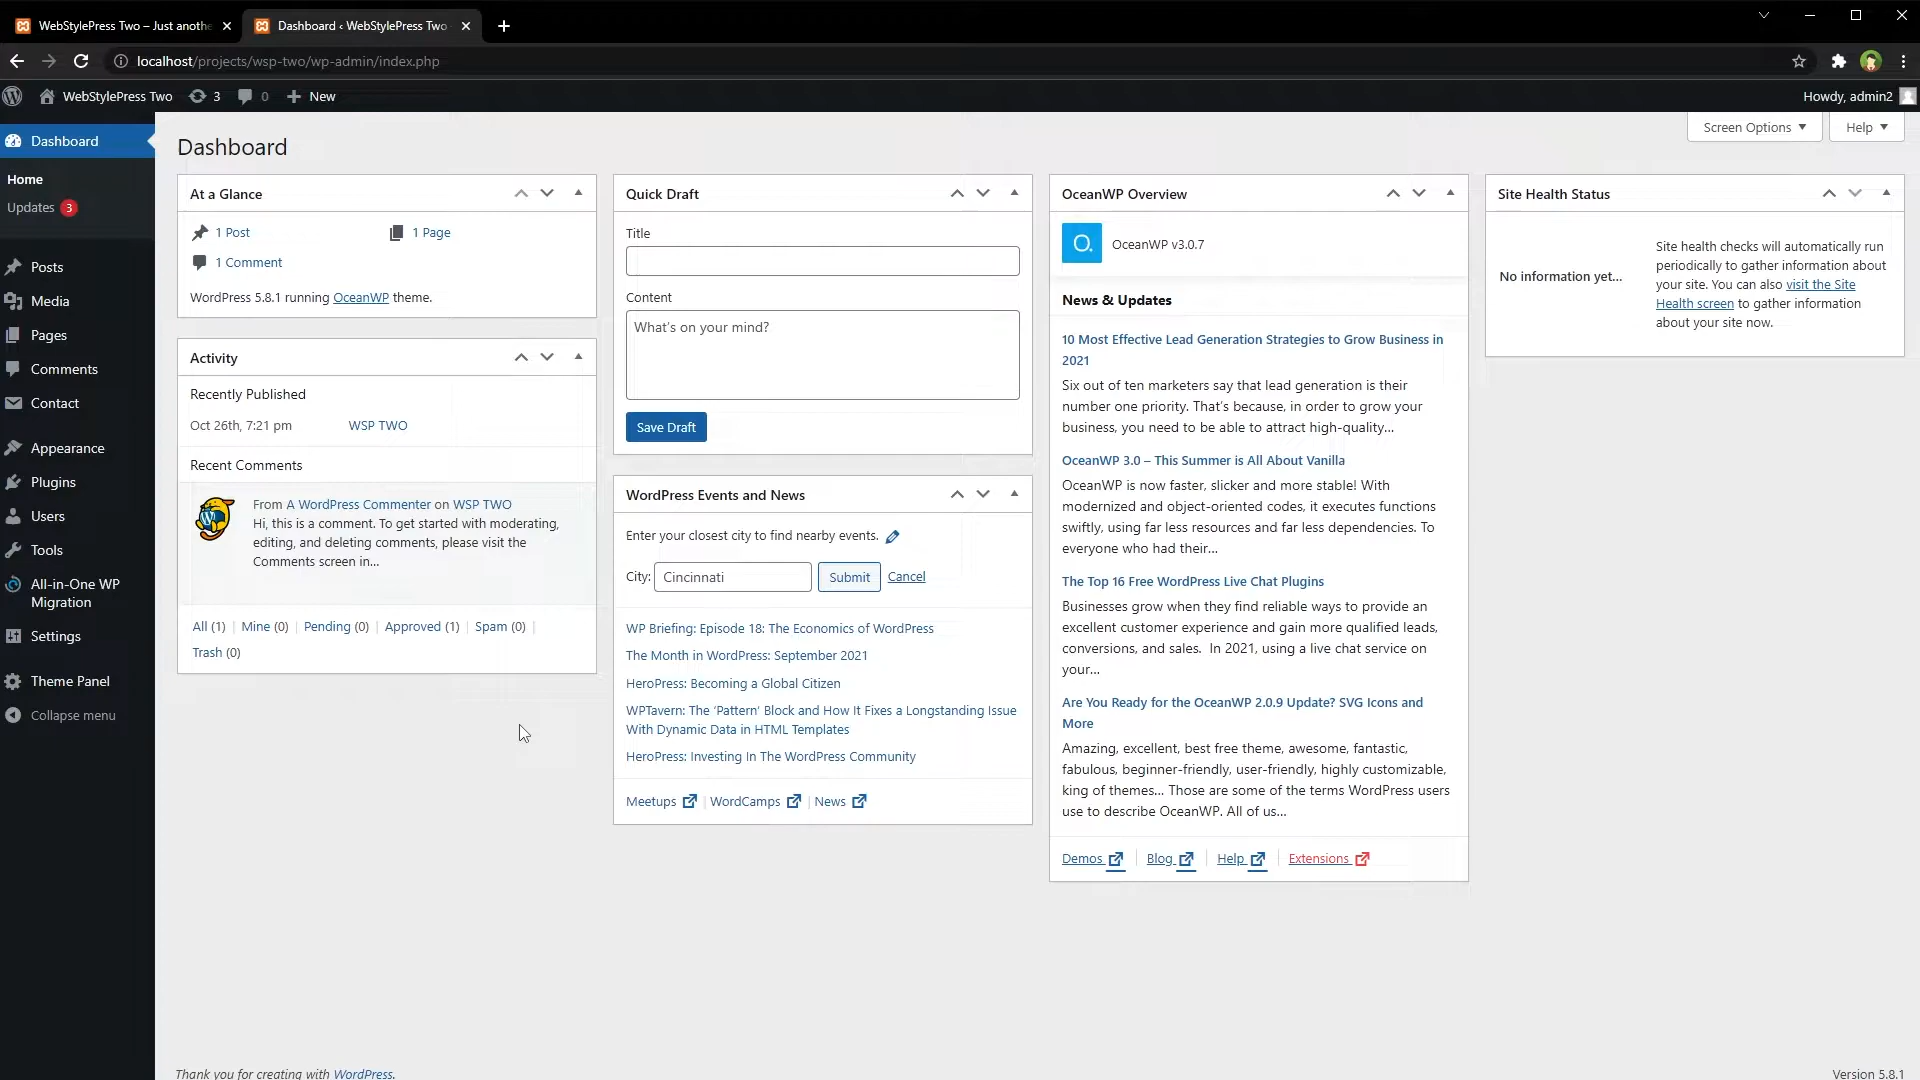 WebStylePress Two – Just anothe
Dashboard ‹ WebStylePress Two
localhost/projects/wsp-two/wp-admin/index.php
WebStylePress Two
3
0
New
Howdy, admin2
Dashboard
Home
Updates 3
Posts
Media
Pages
Comments
Contact
Appearance
Plugins
Users
Tools
All-in-One WP
Migration
Settings
Theme Panel
Collapse menu
Screen Options
Help
Dashboard
At a Glance
1 Post
1 Page
1 Comment
WordPress 5.8.1 running OceanWP theme.
Activity
Recently Published
Oct 26th, 7:21 pm WSP TWO
Recent Comments
From A WordPress Commenter on WSP TWO
Hi, this is a comment. To get started with moderating,
editing, and deleting comments, please visit the
Comments screen in…
All (1) | Mine (0) | Pending (0) | Approved (1) | Spam (0) |
Trash (0)
Quick Draft
Title
Content
What's on your mind?
Save Draft
WordPress Events and News
Enter your closest city to find nearby events.
City: Cincinnati Submit Cancel
WP Briefing: Episode 18: The Economics of WordPress
The Month in WordPress: September 2021
HeroPress: Becoming a Global Citizen
WPTavern: The ‘Pattern’ Block and How It Fixes a Longstanding Issue
With Dynamic Data in HTML Templates
HeroPress: Investing In The WordPress Community
Meetups | WordCamps | News
OceanWP Overview
O.
OceanWP v3.0.7
News & Updates
10 Most Effective Lead Generation Strategies to Grow Business in
2021
Six out of ten marketers say that lead generation is their
number one priority. That's because, in order to grow your
business, you need to be able to attract high-quality…
OceanWP 3.0 – This Summer is All About Vanilla
OceanWP is now faster, slicker and more stable! With
modernized and object-oriented codes, it executes functions
swiftly, using far less resources and far less dependencies. To
everyone who had their…
The Top 16 Free WordPress Live Chat Plugins
Businesses grow when they find reliable ways to provide an
excellent customer experience and gain more qualified leads,
conversions, and sales. In 2021, using a live chat service on
your…
Are You Ready for the OceanWP 2.0.9 Update? SVG Icons and
More
Amazing, excellent, best free theme, awesome, fantastic,
fabulous, beginner-friendly, user-friendly, highly customizable,
king of themes… Those are some of the terms WordPress users
use to describe OceanWP. All of us…
Demos | Blog | Help | Extensions
Site Health Status
No information yet…
Site health checks will automatically run
periodically to gather information about
your site. You can also visit the Site
Health screen to gather information
about your site now.
Thank you for creating with WordPress.
Version 5.8.1